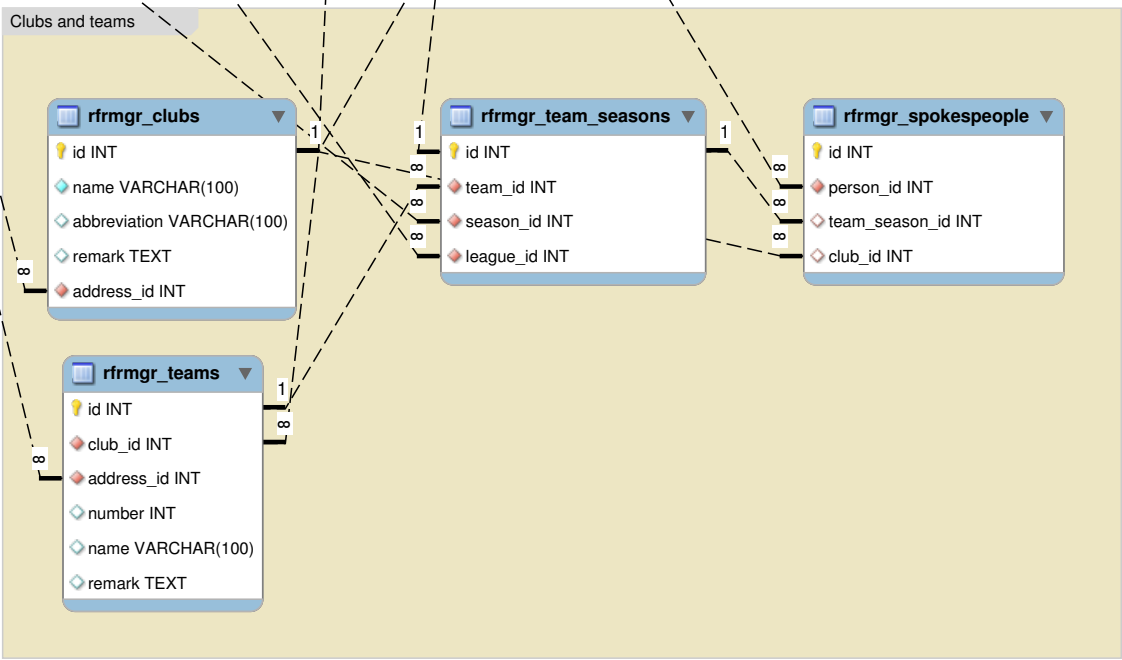 Clubs and teams
rfrmgr_clubs
id INT
name VARCHAR(100)
abbreviation VARCHAR(100)
remark TEXT
address_id INT
1
∞
rfrmgr_team_seasons
id INT
team_id INT
season_id INT
league_id INT
1
∞
∞
∞
1
rfrmgr_spokespeople
id INT
person_id INT
team_season_id INT
club_id INT
∞
∞
∞
rfrmgr_teams
id INT
club_id INT
address_id INT
number INT
name VARCHAR(100)
remark TEXT
1
∞
∞